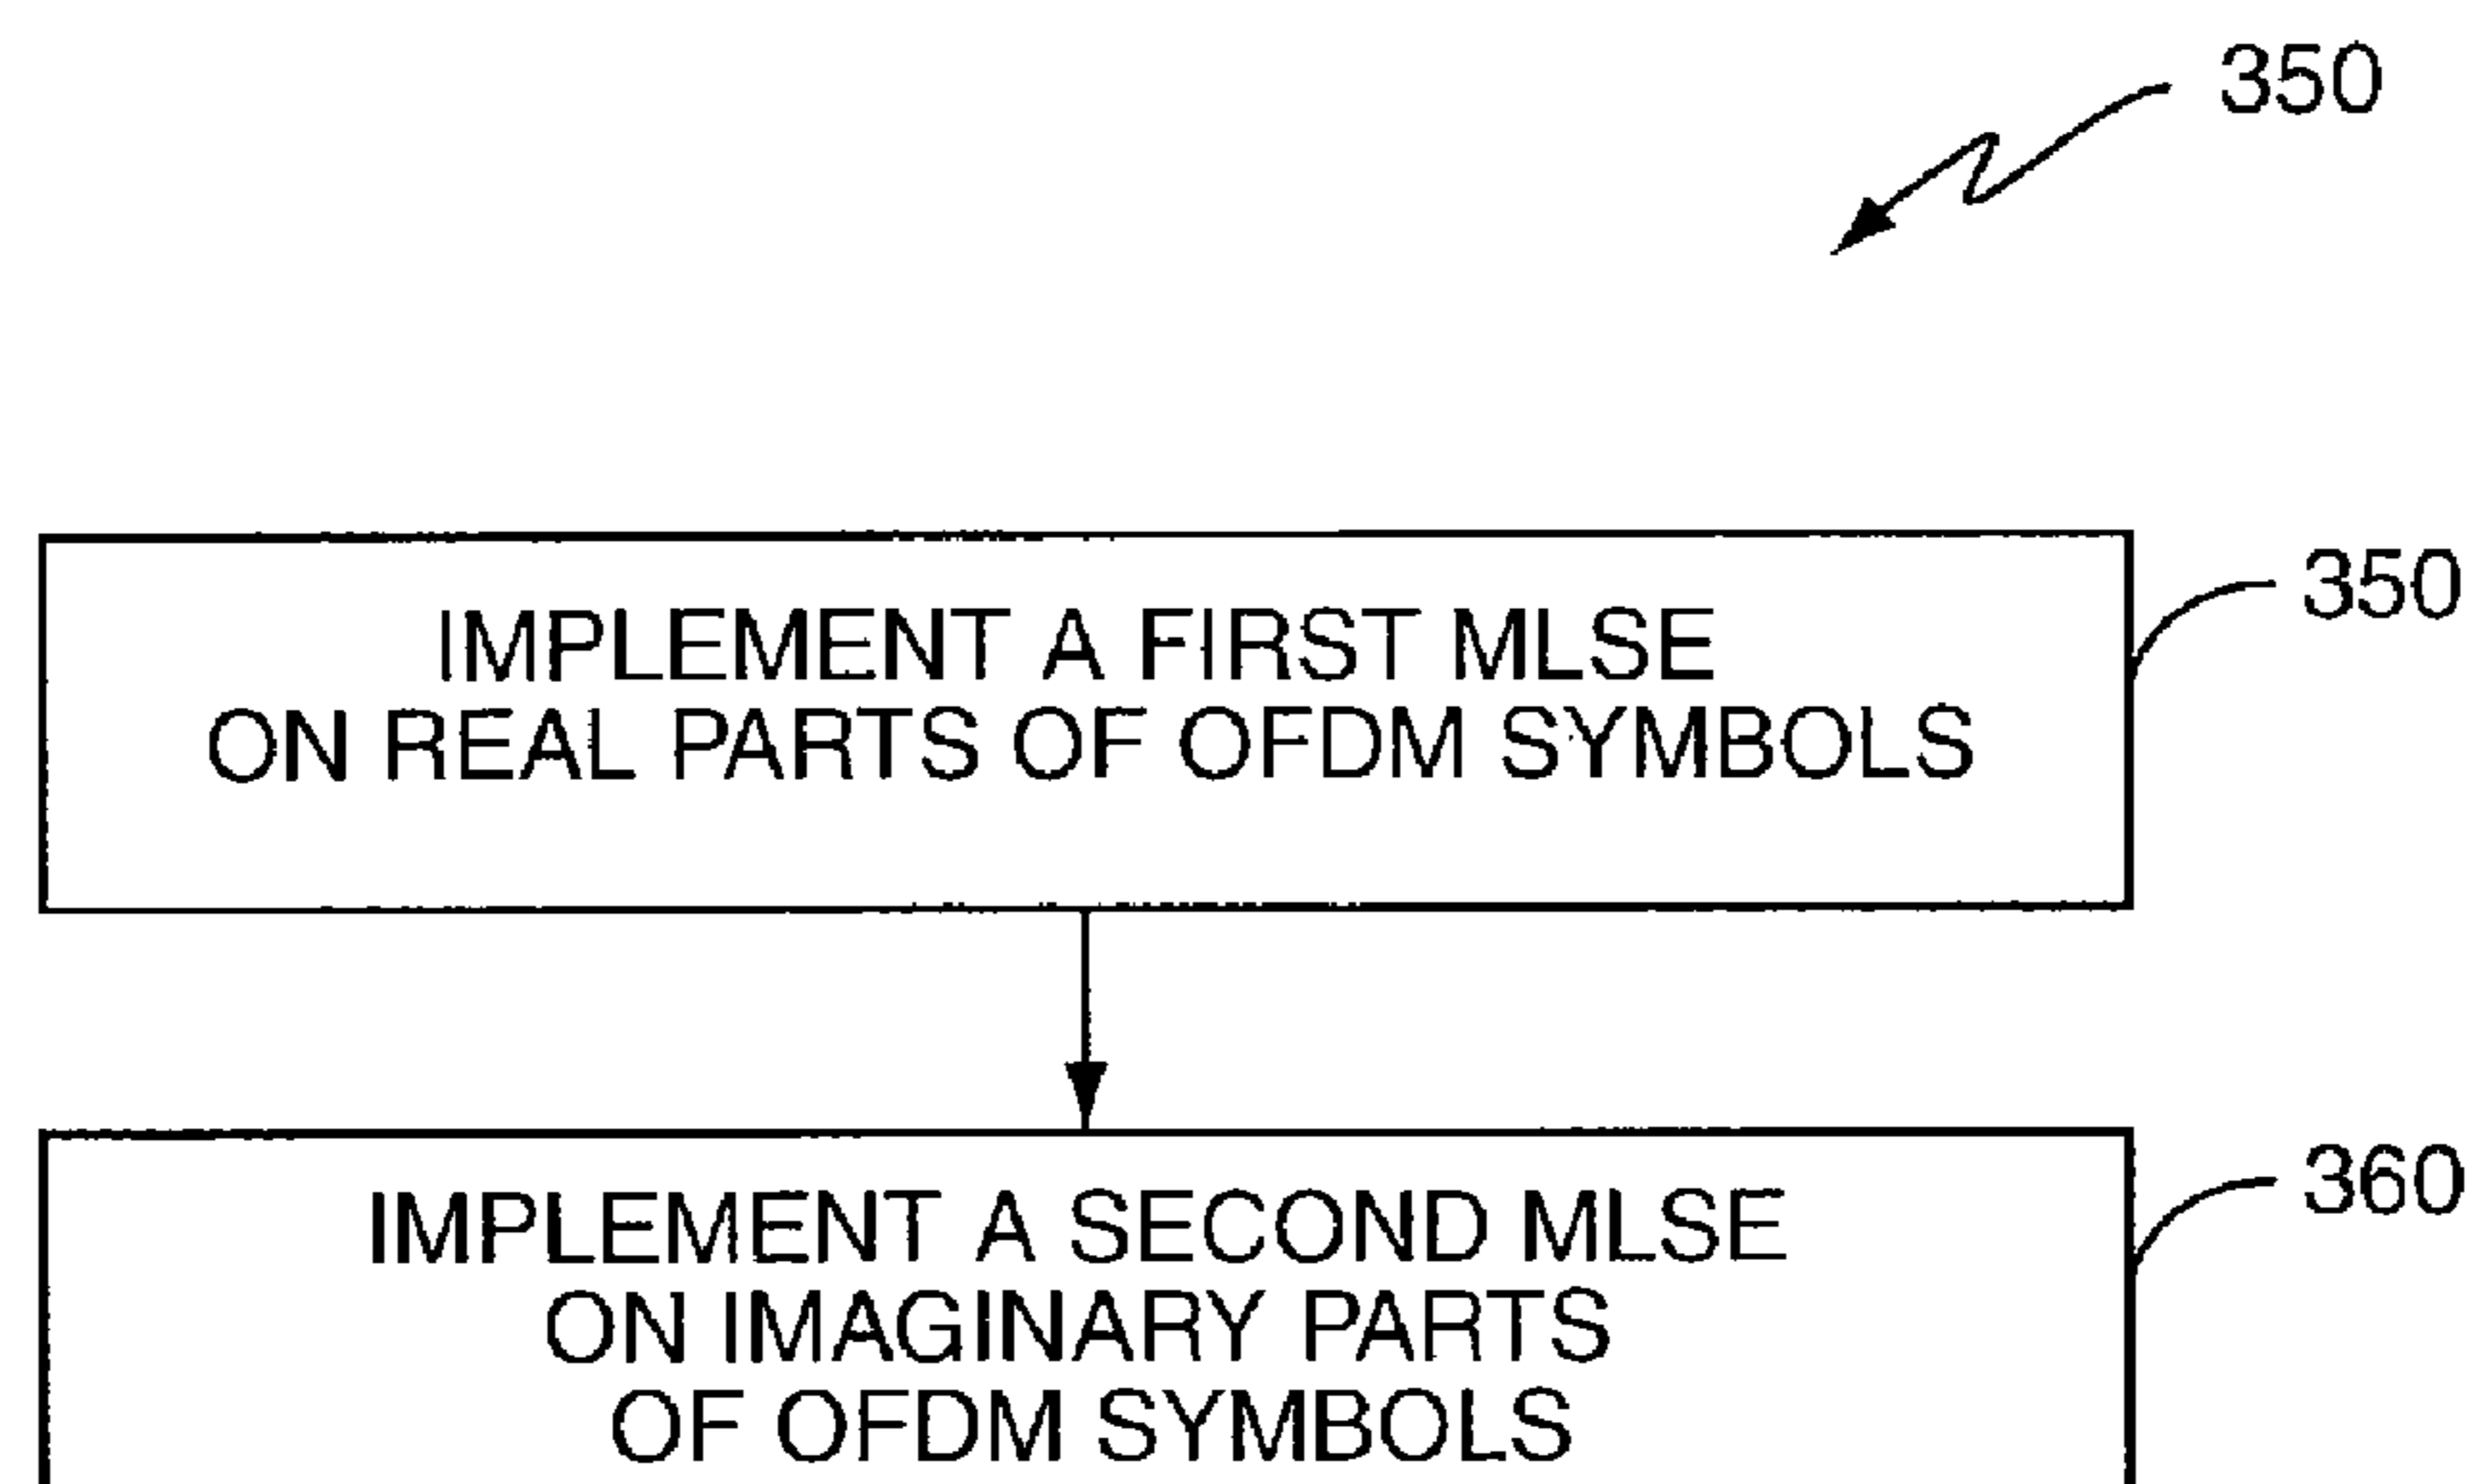 350
350
IMPLEMENT A FIRST MLSE
ON REAL PARTS OF OFDM SYMBOLS
360
IMPLEMENT A SECOND MLSE
ON IMAGINARY PARTS
OF OFDM SYMBOLS